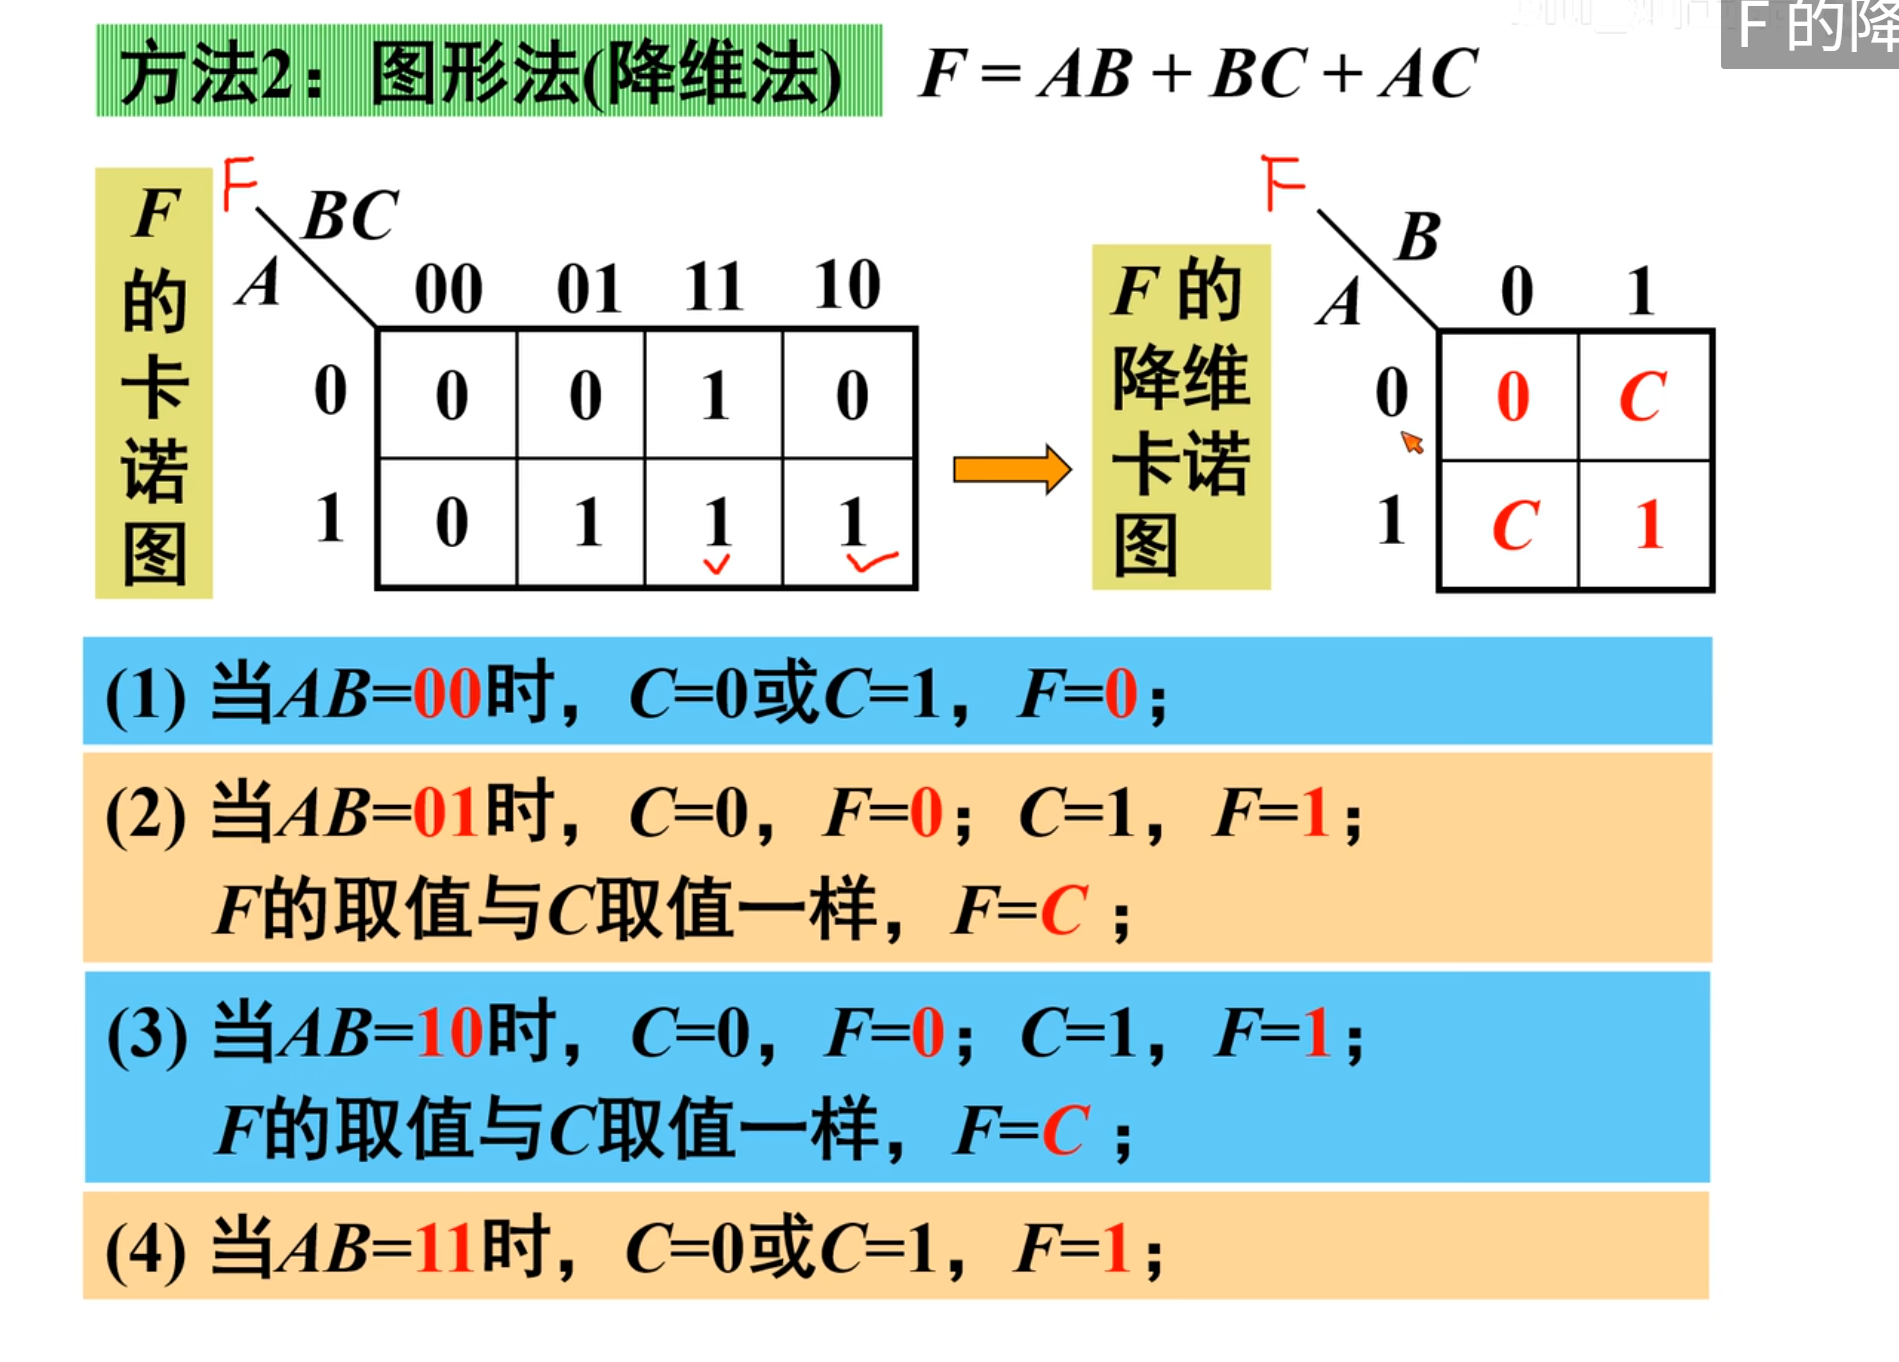 F 的降
方法2：图形法(降维法) F = AB + BC + AC
F
的
卡
诺
图
F
BC
A
00 01 11 10
0 0 0 1 0
1 0 1 1 1
F 的
降维
卡诺
图
F
B
A
0 1
0 0 C
1 C 1
(1) 当AB=00时，C=0或C=1，F=0；
(2) 当AB=01时，C=0，F=0；C=1，F=1；
F的取值与C取值一样，F=C；
(3) 当AB=10时，C=0，F=0；C=1，F=1；
F的取值与C取值一样，F=C；
(4) 当AB=11时，C=0或C=1，F=1；